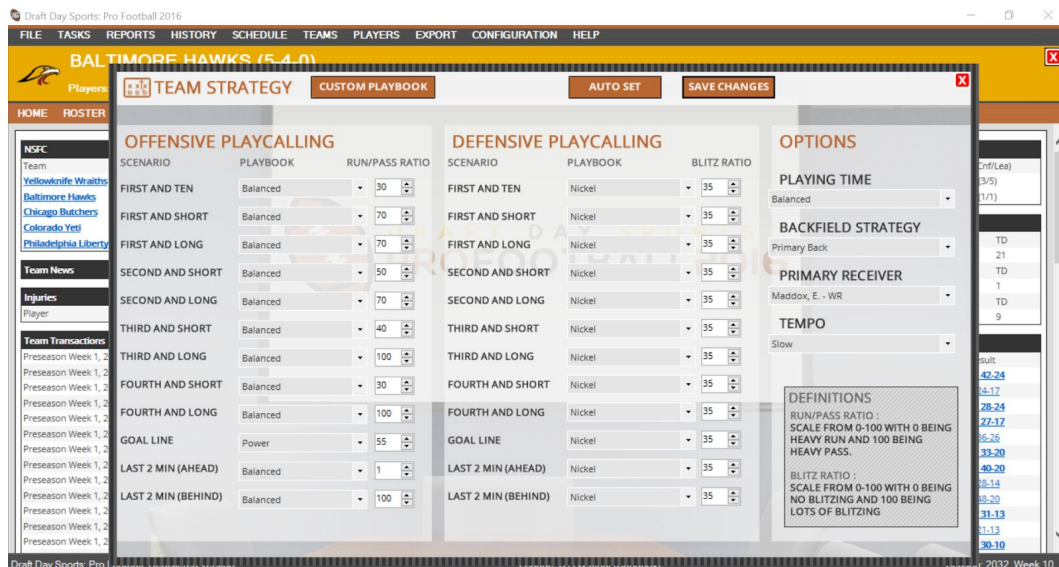 Draft Day Sports: Pro Football 2016
FILE TASKS REPORTS HISTORY SCHEDULE TEAMS PLAYERS EXPORT CONFIGURATION HELP
BALTIMORE HAWKS (5-4-0)
Players
X
HOME ROSTER
TEAM STRATEGY CUSTOM PLAYBOOK AUTO SET SAVE CHANGES X
NSFC
Team
Yellowknife Wraiths
Baltimore Hawks
Chicago Butchers
Colorado Yeti
Philadelphia Liberty
Team News
Injuries
Player
Team Transactions
Preseason Week 1, 2
Preseason Week 1, 2
Preseason Week 1, 2
Preseason Week 1, 2
Preseason Week 1, 2
Preseason Week 1, 2
Preseason Week 1, 2
Preseason Week 1, 2
Preseason Week 1, 2
Preseason Week 1, 2
Preseason Week 1, 2
Preseason Week 1, 2
Preseason Week 1, 2
OFFENSIVE PLAYCALLING
SCENARIO PLAYBOOK RUN/PASS RATIO
FIRST AND TEN Balanced 30
FIRST AND SHORT Balanced 70
FIRST AND LONG Balanced 70
SECOND AND SHORT Balanced 50
SECOND AND LONG Balanced 70
THIRD AND SHORT Balanced 40
THIRD AND LONG Balanced 100
FOURTH AND SHORT Balanced 30
FOURTH AND LONG Balanced 100
GOAL LINE Power 55
LAST 2 MIN (AHEAD) Balanced 1
LAST 2 MIN (BEHIND) Balanced 100
DEFENSIVE PLAYCALLING
SCENARIO PLAYBOOK BLITZ RATIO
FIRST AND TEN Nickel 35
FIRST AND SHORT Nickel 35
FIRST AND LONG Nickel 35
SECOND AND SHORT Nickel 35
SECOND AND LONG Nickel 35
THIRD AND SHORT Nickel 35
THIRD AND LONG Nickel 35
FOURTH AND SHORT Nickel 35
FOURTH AND LONG Nickel 35
GOAL LINE Nickel 35
LAST 2 MIN (AHEAD) Nickel 35
LAST 2 MIN (BEHIND) Nickel 35
OPTIONS
PLAYING TIME
Balanced
BACKFIELD STRATEGY
Primary Back
PRIMARY RECEIVER
Maddox, E. - WR
TEMPO
Slow
DEFINITIONS
RUN/PASS RATIO :
SCALE FROM 0-100 WITH 0 BEING
HEAVY RUN AND 100 BEING
HEAVY PASS.
BLITZ RATIO :
SCALE FROM 0-100 WITH 0 BEING
NO BLITZING AND 100 BEING
LOTS OF BLITZING
Cnf/Lea)
(3/5)
(1/1)
TD
21
TD
1
TD
9
sult
42-24
24-17
28-24
27-17
36-26
33-20
40-20
28-14
48-20
31-13
21-13
30-10
Draft Day Sports: Pro
2032, Week 10